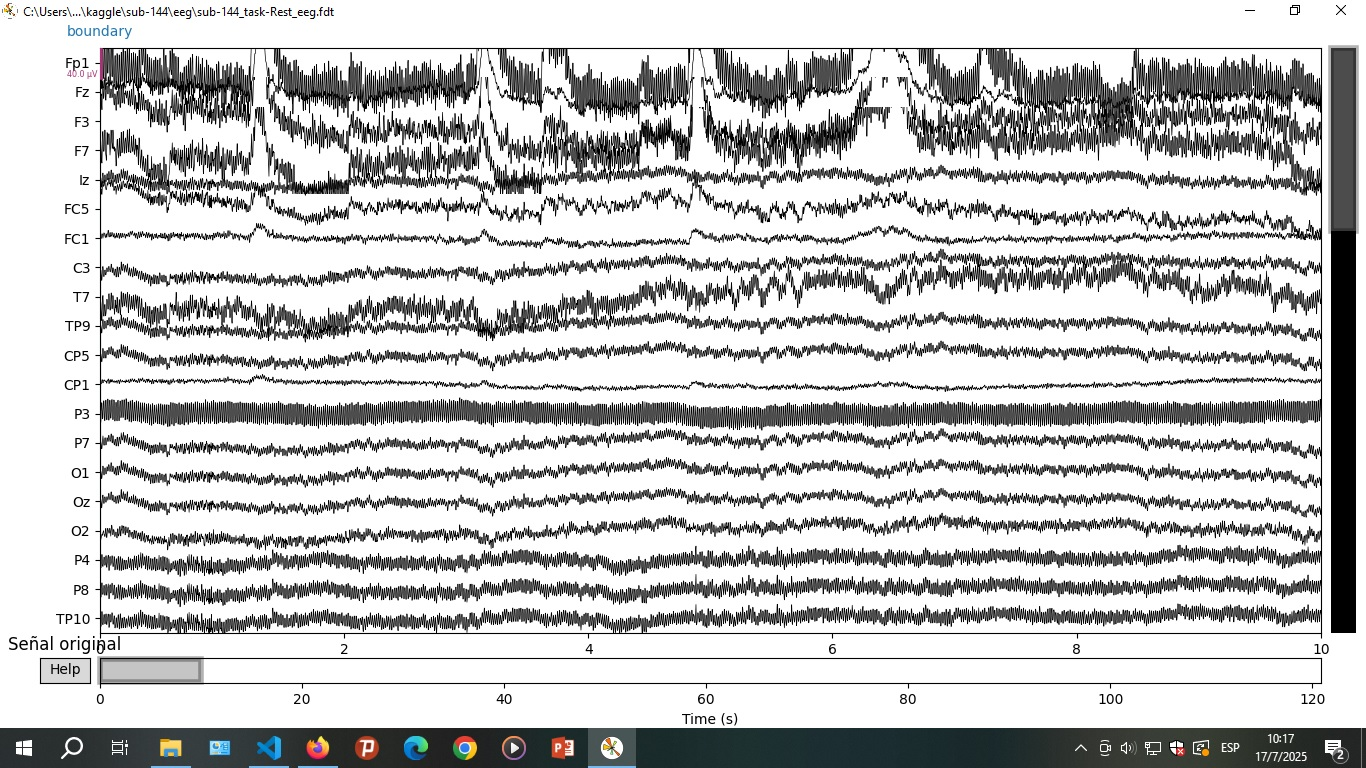 C:\Users\...\kaggle\sub-144\eeg\sub-144_task-Rest_eeg.fdt
boundary
Fp1
40.0 µV
Fz
F3
F7
Iz
FC5
FC1
C3
T7
TP9
CP5
CP1
P3
P7
O1
Oz
O2
P4
P8
TP10
0 2 4 6 8 10
Señal original
Help
0 20 40 60 80 100 120
Time (s)
ESP
10:17
17/7/2025
2